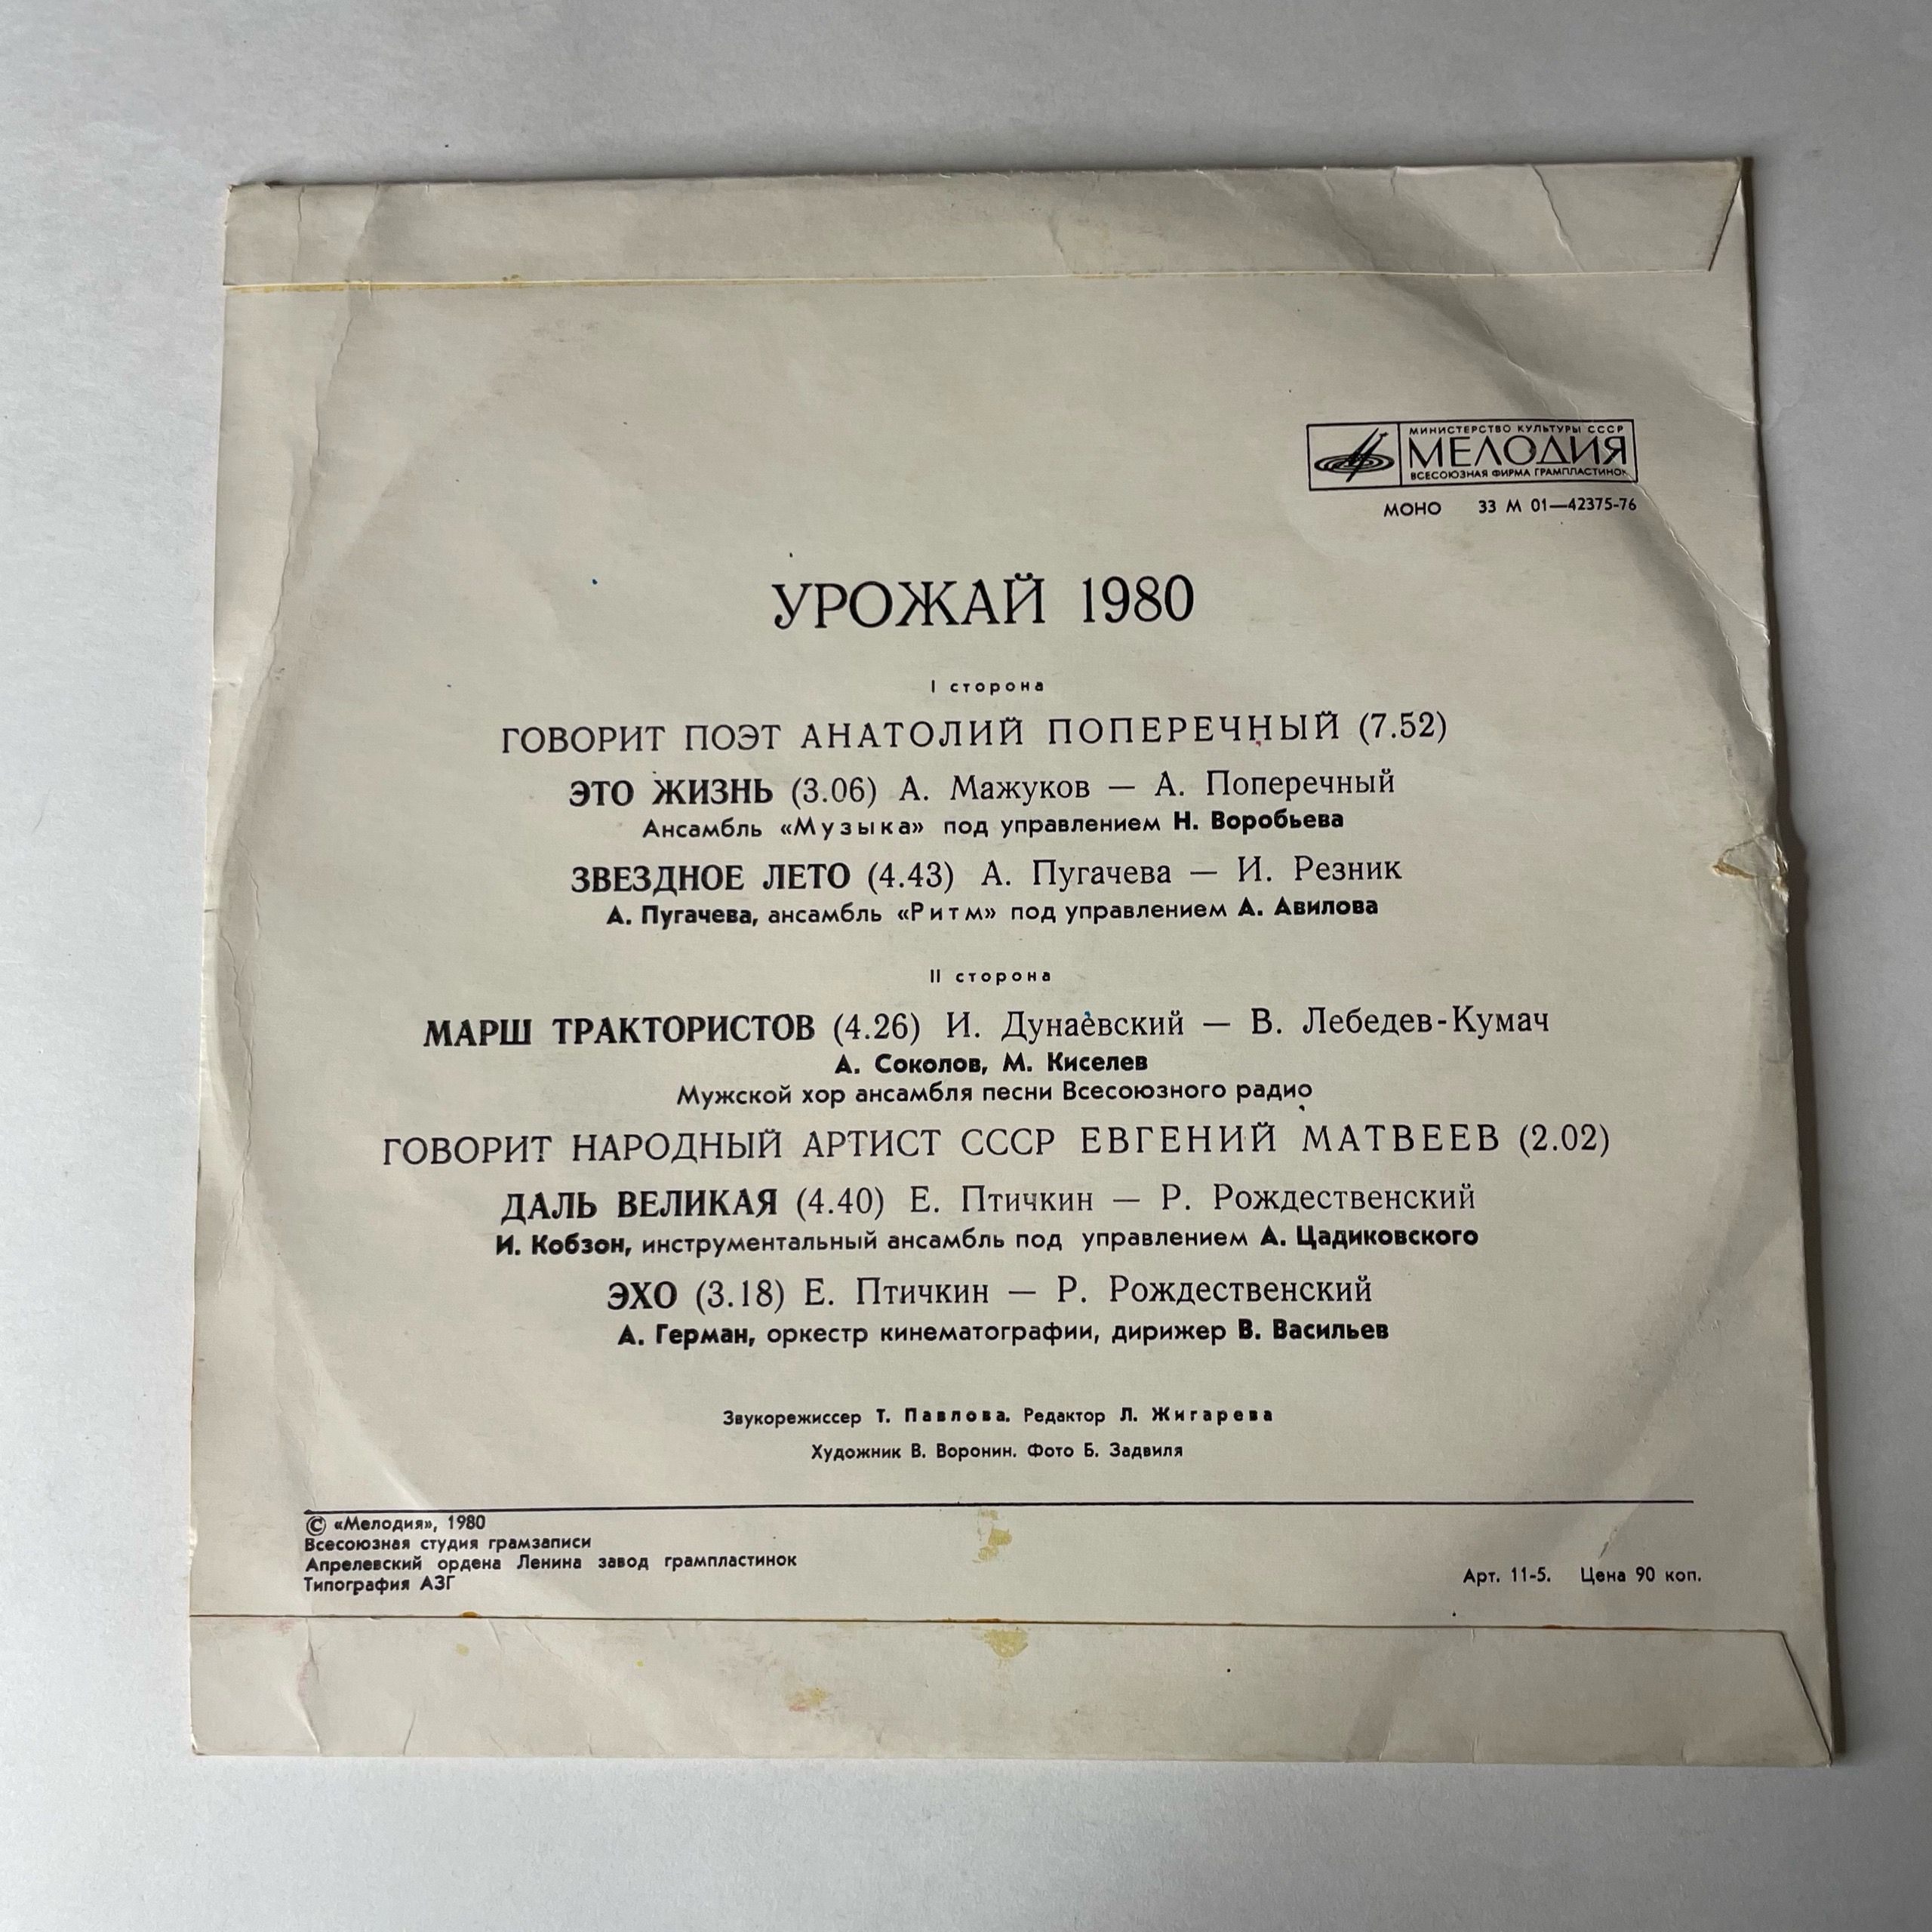 МИНИСТЕРСТВО КУЛЬТУРЫ СССР
МЕЛОДИЯ
ВСЕСОЮЗНАЯ ФИРМА ГРАМПЛАСТИНОК
МОНО 33 М 01—42375-76
УРОЖАЙ 1980
I сторона
ГОВОРИТ ПОЭТ АНАТОЛИЙ ПОПЕРЕЧНЫЙ (7.52)
ЭТО ЖИЗНЬ (3.06) А. Мажуков — А. Поперечный
Ансамбль «Музыка» под управлением Н. Воробьева
ЗВЕЗДНОЕ ЛЕТО (4.43) А. Пугачева — И. Резник
А. Пугачева, ансамбль «Ритм» под управлением А. Авилова
II сторона
МАРШ ТРАКТОРИСТОВ (4.26) И. Дунаевский — В. Лебедев-Кумач
А. Соколов, М. Киселев
Мужской хор ансамбля песни Всесоюзного радио
ГОВОРИТ НАРОДНЫЙ АРТИСТ СССР ЕВГЕНИЙ МАТВЕЕВ (2.02)
ДАЛЬ ВЕЛИКАЯ (4.40) Е. Птичкин — Р. Рождественский
И. Кобзон, инструментальный ансамбль под управлением А. Цадиковского
ЭХО (3.18) Е. Птичкин — Р. Рождественский
А. Герман, оркестр кинематографии, дирижер В. Васильев
Звукорежиссер Т. Павлова. Редактор Л. Жигарева
Художник В. Воронин. Фото Б. Задвиля
© «Мелодия», 1980
Всесоюзная студия грамзаписи
Апрелевский ордена Ленина завод грампластинок
Типография АЗГ
Арт. 11-5. Цена 90 коп.